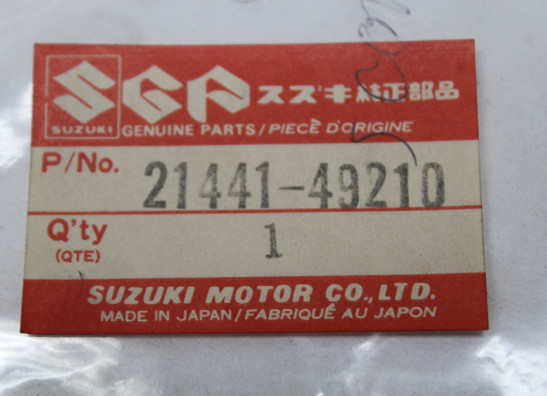 SGP スズキ純正部品
SUZUKI GENUINE PARTS/PIECÈ D'ORIGINE
P/No. 21441-49210
Q'ty 1
(QTE)
SUZUKI MOTOR CO., LTD.
MADE IN JAPAN/FABRIQUÉ AU JAPON